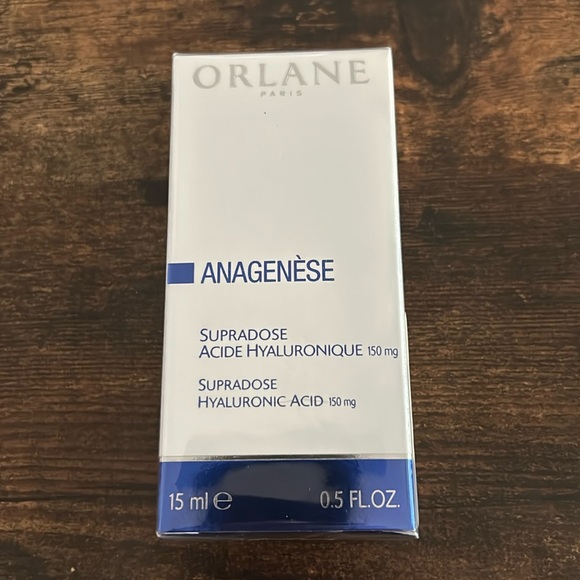 ORLANE
PARIS
ANAGENÈSE
SUPRADOSE
ACIDE HYALURONIQUE 150 mg
SUPRADOSE
HYALURONIC ACID 150 mg
15 ml ℮ 0.5 FL.OZ.